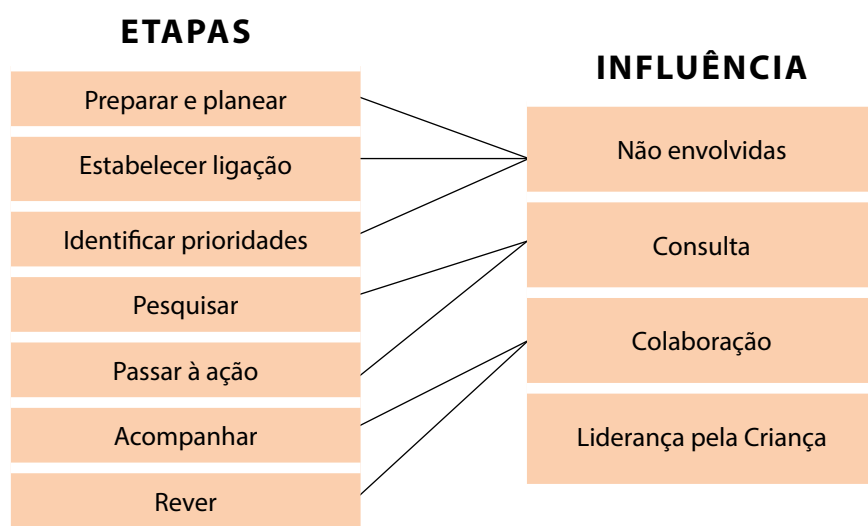 ETAPAS
Preparar e planear
Estabelecer ligação
Identificar prioridades
Pesquisar
Passar à ação
Acompanhar
Rever
INFLUÊNCIA
Não envolvidas
Consulta
Colaboração
Liderança pela Criança